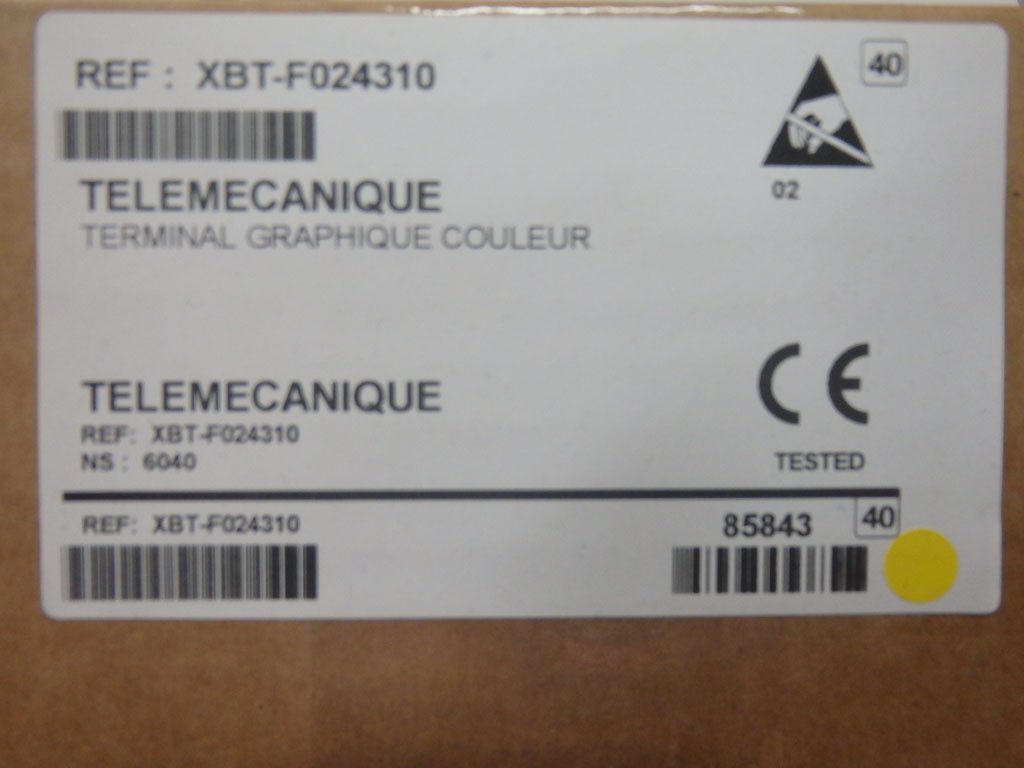 REF : XBT-F024310
40
02
TELEMECANIQUE
TERMINAL GRAPHIQUE COULEUR
CE
TELEMECANIQUE
REF: XBT-F024310
NS : 6040
TESTED
REF: XBT-F024310
85843
40